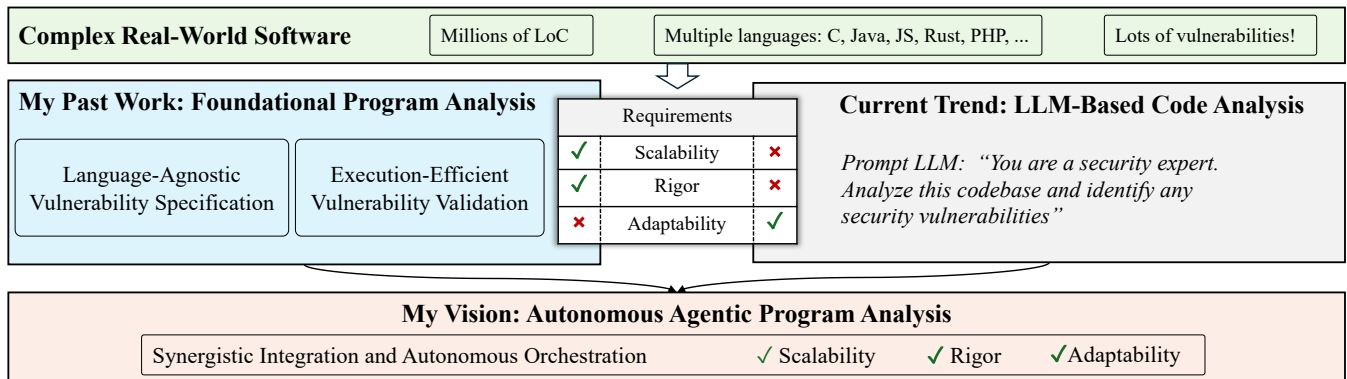 Complex Real-World Software
Millions of LoC
Multiple languages: C, Java, JS, Rust, PHP, ...
Lots of vulnerabilities!
My Past Work: Foundational Program Analysis
Language-Agnostic
Vulnerability Specification
Execution-Efficient
Vulnerability Validation
Requirements
✓ Scalability ×
✓ Rigor ×
× Adaptability ✓
Current Trend: LLM-Based Code Analysis
Prompt LLM: “You are a security expert.
Analyze this codebase and identify any
security vulnerabilities”
My Vision: Autonomous Agentic Program Analysis
Synergistic Integration and Autonomous Orchestration ✓ Scalability ✓ Rigor ✓Adaptability